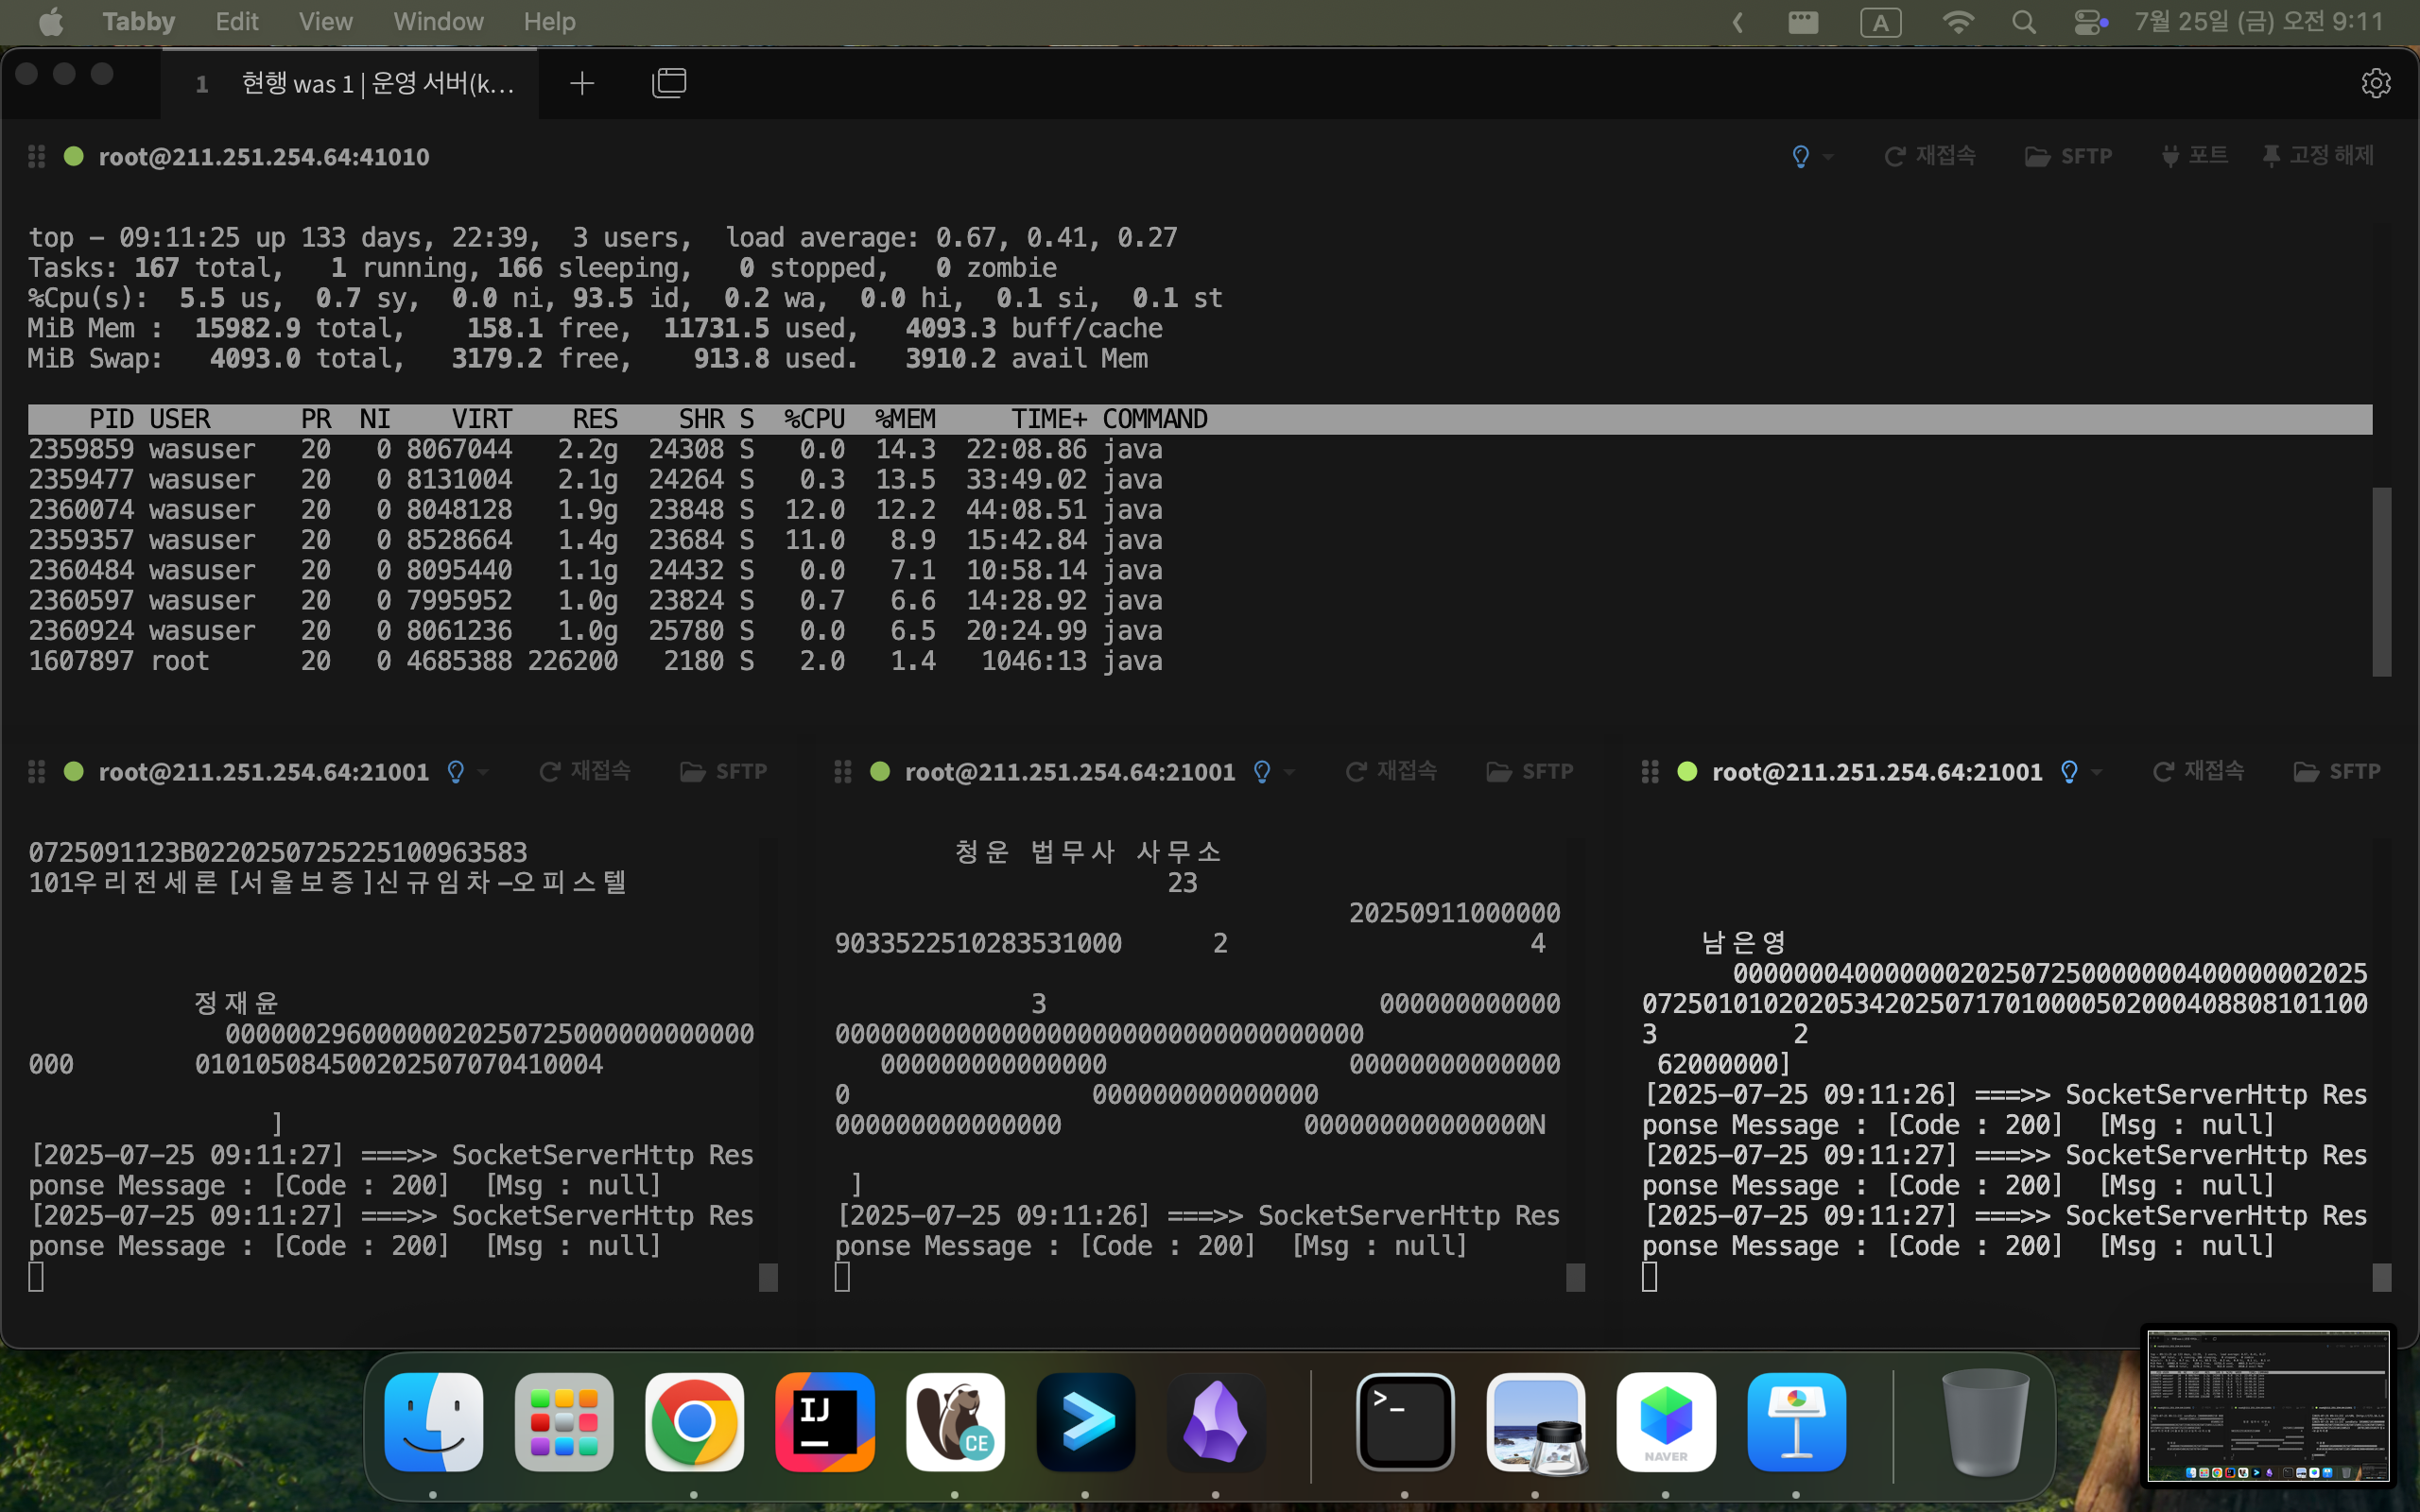 Tabby Edit View Window Help A 7월 25일 (금) 오전 9:11
1 현행 was 1 | 운영 서버(k...
root@211.251.254.64:41010 재접속 SFTP 포트 고정 해제
top - 09:11:25 up 133 days, 22:39, 3 users, load average: 0.67, 0.41, 0.27
Tasks: 167 total, 1 running, 166 sleeping, 0 stopped, 0 zombie
%Cpu(s): 5.5 us, 0.7 sy, 0.0 ni, 93.5 id, 0.2 wa, 0.0 hi, 0.1 si, 0.1 st
MiB Mem : 15982.9 total, 158.1 free, 11731.5 used, 4093.3 buff/cache
MiB Swap: 4093.0 total, 3179.2 free, 913.8 used. 3910.2 avail Mem
PID USER PR NI VIRT RES SHR S %CPU %MEM TIME+ COMMAND
2359859 wasuser 20 0 8067044 2.2g 24308 S 0.0 14.3 22:08.86 java
2359477 wasuser 20 0 8131004 2.1g 24264 S 0.3 13.5 33:49.02 java
2360074 wasuser 20 0 8048128 1.9g 23848 S 12.0 12.2 44:08.51 java
2359357 wasuser 20 0 8528664 1.4g 23684 S 11.0 8.9 15:42.84 java
2360484 wasuser 20 0 8095440 1.1g 24432 S 0.0 7.1 10:58.14 java
2360597 wasuser 20 0 7995952 1.0g 23824 S 0.7 6.6 14:28.92 java
2360924 wasuser 20 0 8061236 1.0g 25780 S 0.0 6.5 20:24.99 java
1607897 root 20 0 4685388 226200 2180 S 2.0 1.4 1046:13 java
root@211.251.254.64:21001 재접속 SFTP
0725091123B0220250725225100963583
101우리전세론 [서울보증]신규임차-오피스텔
정재윤
00000029600000020250725000000000000
000 010105084500202507070410004
]
[2025-07-25 09:11:27] ===>> SocketServerHttp Res
ponse Message : [Code : 200] [Msg : null]
[2025-07-25 09:11:27] ===>> SocketServerHttp Res
ponse Message : [Code : 200] [Msg : null]
root@211.251.254.64:21001 재접속 SFTP
청운 법무사 사무소
23
20250911000000
9033522510283531000 2 4
3 000000000000
00000000000000000000000000000000000
000000000000000 00000000000000
0 000000000000000
000000000000000 000000000000000N
]
[2025-07-25 09:11:26] ===>> SocketServerHttp Res
ponse Message : [Code : 200] [Msg : null]
root@211.251.254.64:21001 재접속 SFTP
남은영
000000040000000202507250000000400000002025
072501010202053420250717010000502000408808101100
3 2
62000000]
[2025-07-25 09:11:26] ===>> SocketServerHttp Res
ponse Message : [Code : 200] [Msg : null]
[2025-07-25 09:11:27] ===>> SocketServerHttp Res
ponse Message : [Code : 200] [Msg : null]
[2025-07-25 09:11:27] ===>> SocketServerHttp Res
ponse Message : [Code : 200] [Msg : null]
IJ CE >_ NAVER